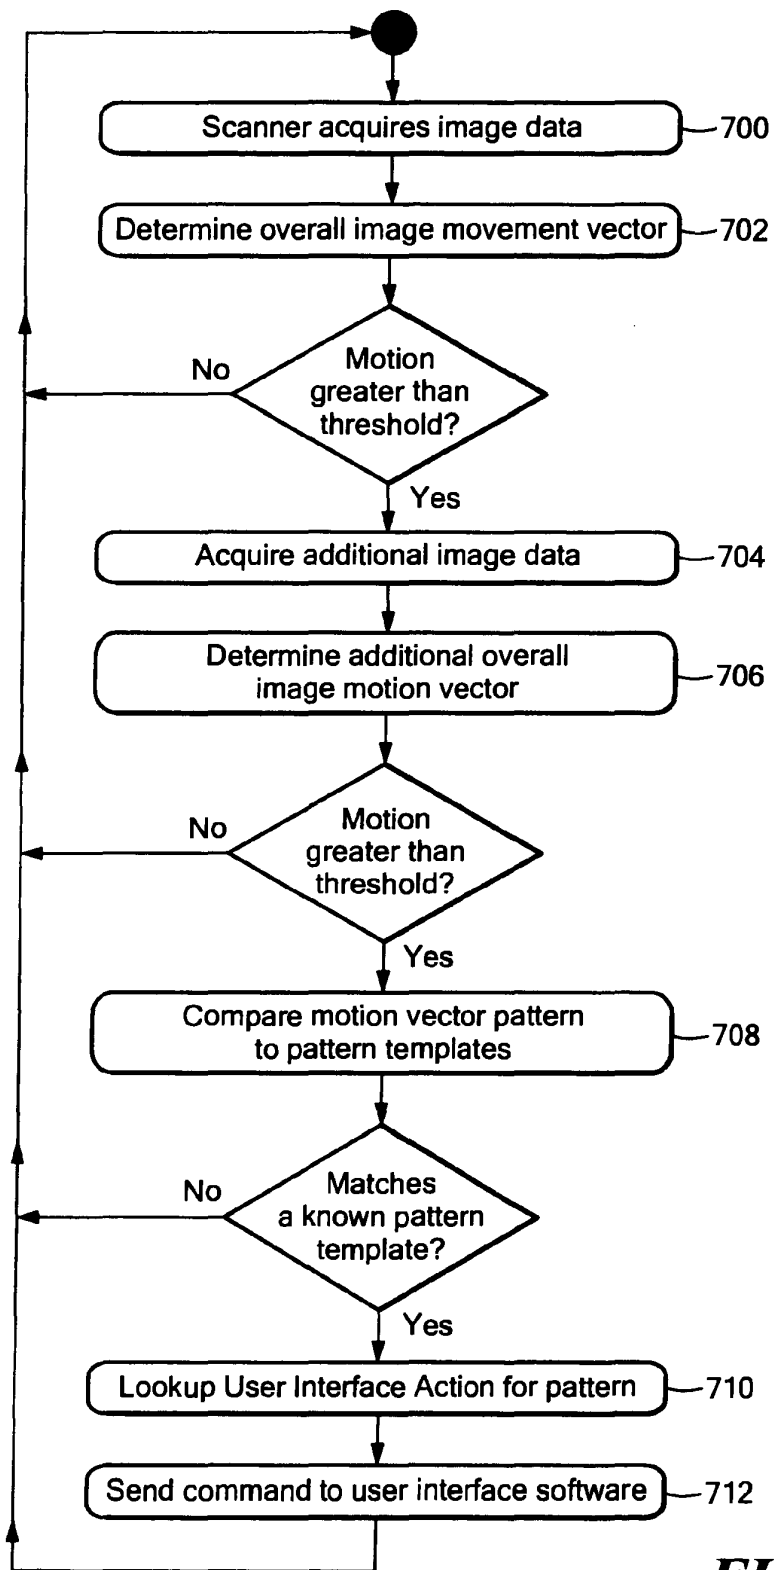 Scanner acquires image data
700
Determine overall image movement vector
702
Motion
greater than
threshold?
No
Yes
Acquire additional image data
704
Determine additional overall
image motion vector
706
Motion
greater than
threshold?
No
Yes
Compare motion vector pattern
to pattern templates
708
Matches
a known pattern
template?
No
Yes
Lookup User Interface Action for pattern
710
Send command to user interface software
712